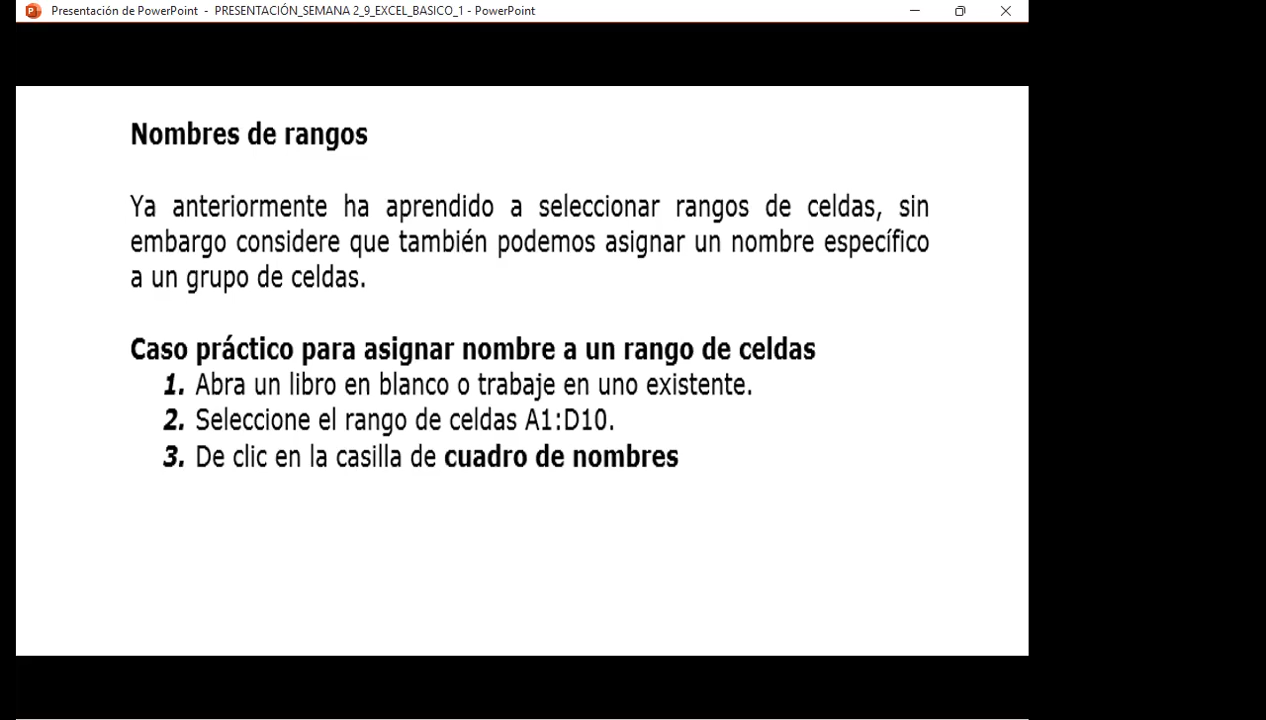 Presentación de PowerPoint - PRESENTACIÓN_SEMANA 2_9_EXCEL_BASICO_1 - PowerPoint
Nombres de rangos
Ya anteriormente ha aprendido a seleccionar rangos de celdas, sin
embargo considere que también podemos asignar un nombre específico
a un grupo de celdas.
Caso práctico para asignar nombre a un rango de celdas
1. Abra un libro en blanco o trabaje en uno existente.
2. Seleccione el rango de celdas A1:D10.
3. De clic en la casilla de cuadro de nombres